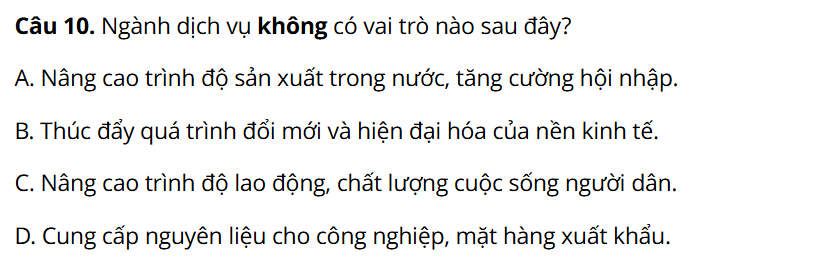 Câu 10. Ngành dịch vụ không có vai trò nào sau đây?
A. Nâng cao trình độ sản xuất trong nước, tăng cường hội nhập.
B. Thúc đẩy quá trình đổi mới và hiện đại hóa của nền kinh tế.
C. Nâng cao trình độ lao động, chất lượng cuộc sống người dân.
D. Cung cấp nguyên liệu cho công nghiệp, mặt hàng xuất khẩu.